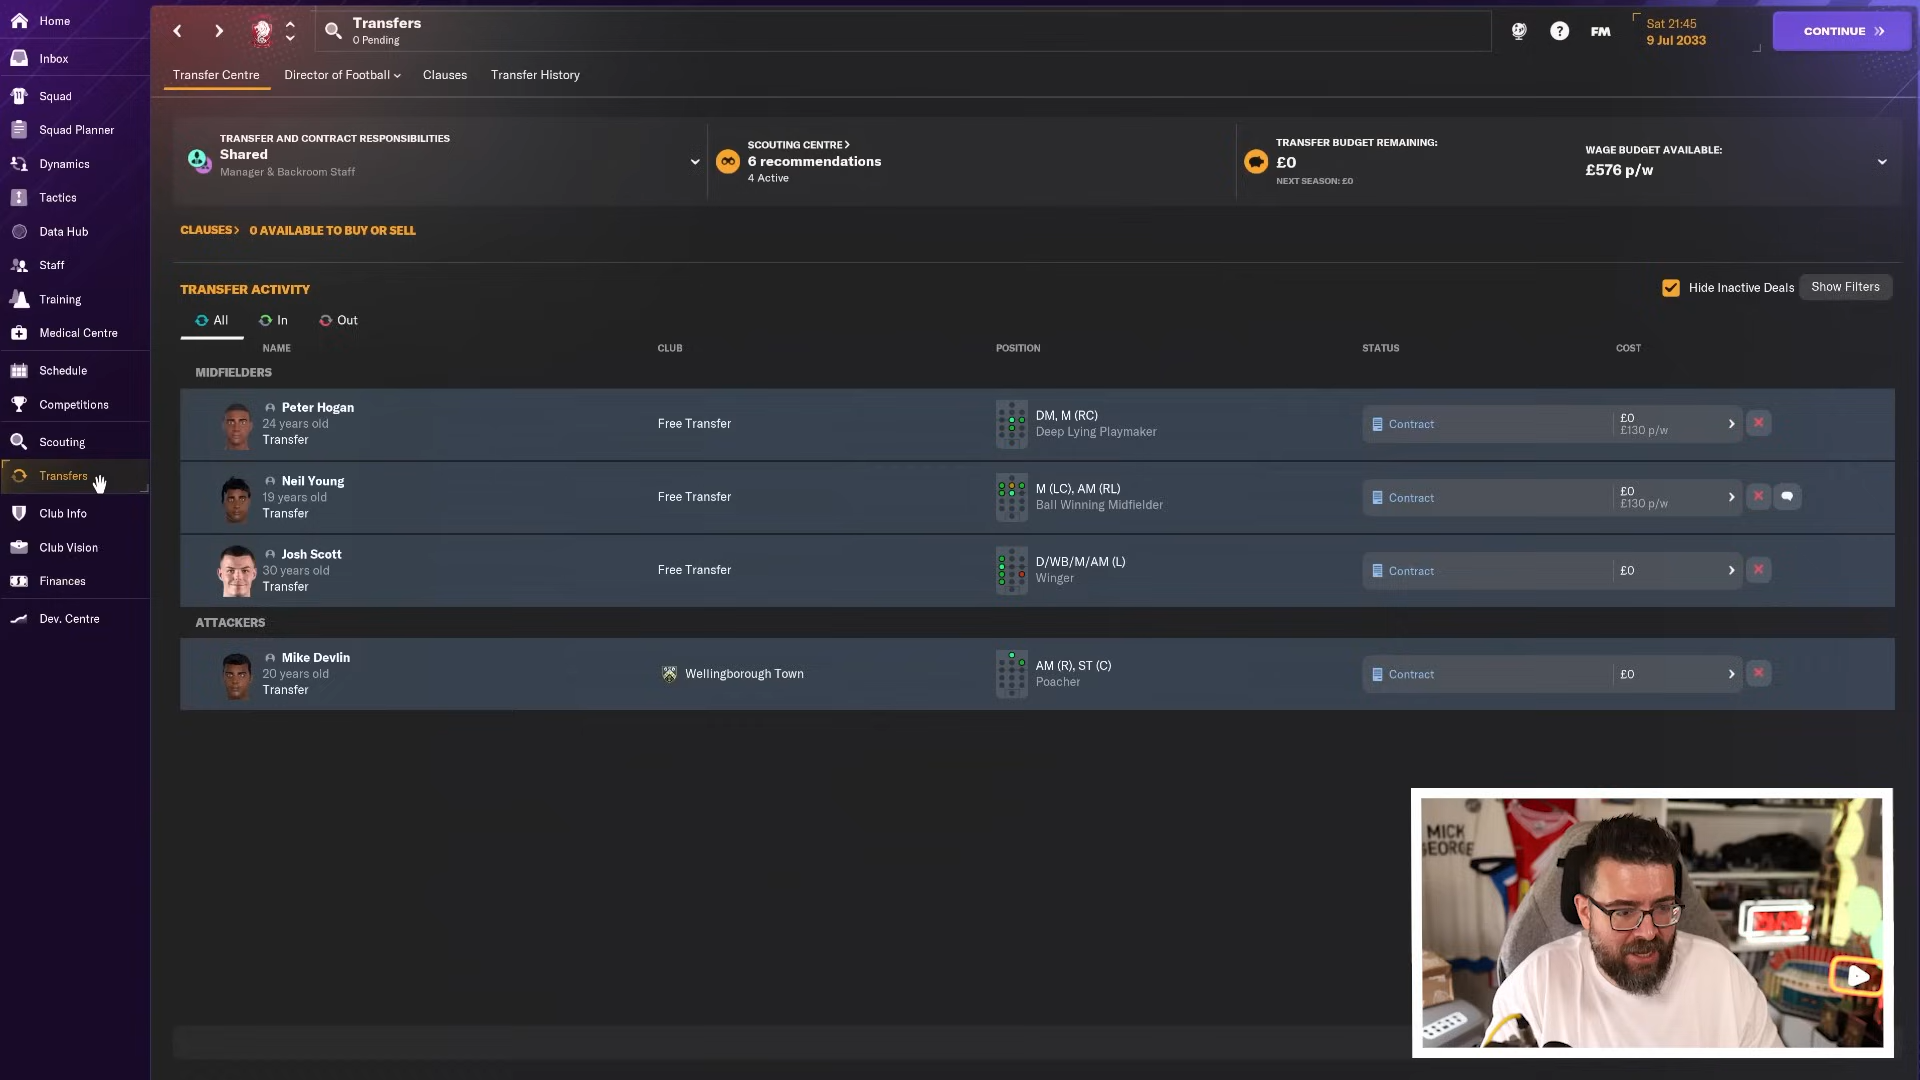 Home
Inbox
Squad
Squad Planner
Dynamics
Tactics
Data Hub
Staff
Training
Medical Centre
Schedule
Competitions
Scouting
Transfers
Club Info
Club Vision
Finances
Dev. Centre
Transfers
0 Pending
FM
Sat 21:45
9 Jul 2033
CONTINUE
Transfer Centre
Director of Football
Clauses
Transfer History
TRANSFER AND CONTRACT RESPONSIBILITIES
Shared
Manager & Backroom Staff
SCOUTING CENTRE
6 recommendations
4 Active
TRANSFER BUDGET REMAINING:
£0
NEXT SEASON: £0
WAGE BUDGET AVAILABLE:
£576 p/w
CLAUSES 0 AVAILABLE TO BUY OR SELL
TRANSFER ACTIVITY
Hide Inactive Deals
Show Filters
All In Out
NAME CLUB POSITION STATUS COST
MIDFIELDERS
Peter Hogan
24 years old
Transfer
Free Transfer
DM, M (RC)
Deep Lying Playmaker
Contract
£0
£130 p/w
Neil Young
19 years old
Transfer
Free Transfer
M (LC), AM (RL)
Ball Winning Midfielder
Contract
£0
£130 p/w
Josh Scott
30 years old
Transfer
Free Transfer
D/WB/M/AM (L)
Winger
Contract
£0
ATTACKERS
Mike Devlin
20 years old
Transfer
Wellingborough Town
AM (R), ST (C)
Poacher
Contract
£0
MICK
GEORGE